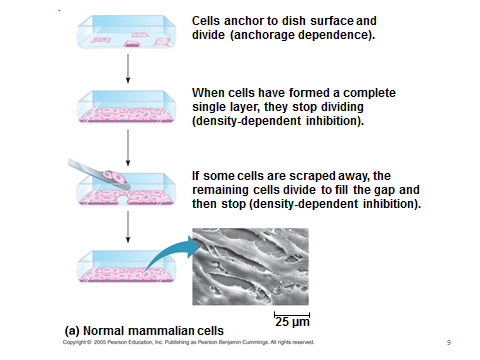 Cells anchor to dish surface and
divide (anchorage dependence).
When cells have formed a complete
single layer, they stop dividing
(density-dependent inhibition).
If some cells are scraped away, the
remaining cells divide to fill the gap and
then stop (density-dependent inhibition).
25 µm
(a) Normal mammalian cells
Copyright © 2005 Pearson Education, Inc. Publishing as Pearson Benjamin Cummings. All rights reserved.
9